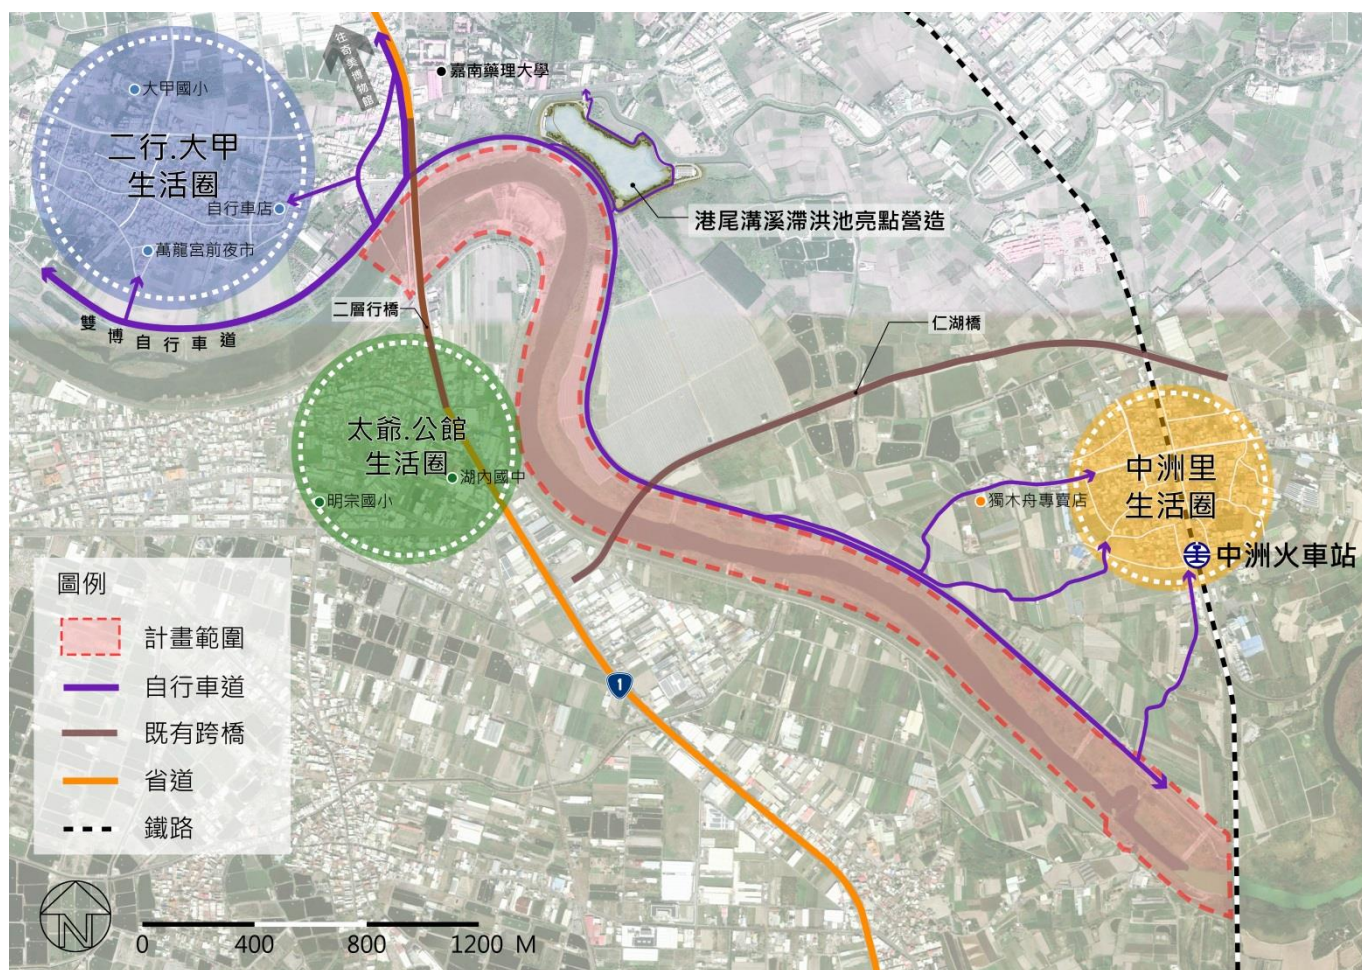 往奇美博物館
嘉南藥理大學
大甲國小
二行.大甲
生活圈
自行車店
萬龍宮前夜市
雙博自行車道
港尾溝溪滯洪池亮點營造
二層行橋
仁湖橋
太爺.公館
生活圈
湖內國中
明宗國小
中洲里
生活圈
獨木舟專賣店
中洲火車站
1
圖例
計畫範圍
自行車道
既有跨橋
省道
鐵路
N
0 400 800 1200 M